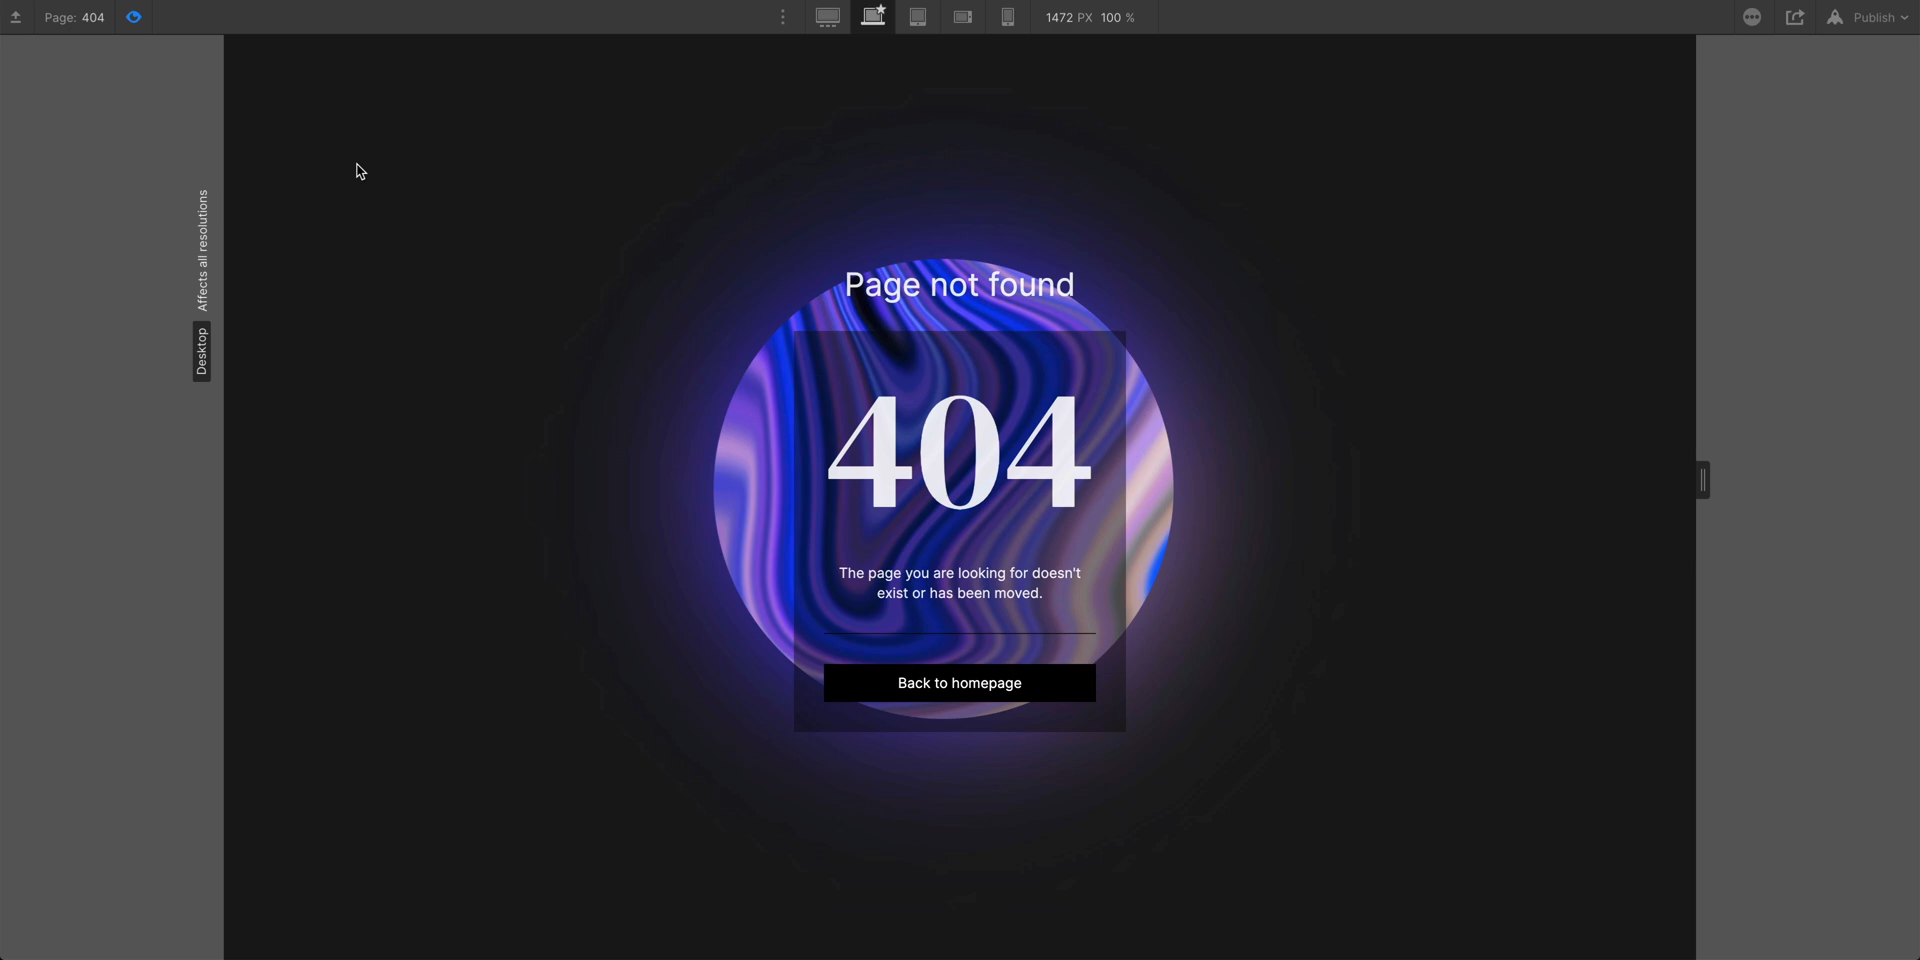 Page: 404
1472 PX 100 %
Publish
Affects all resolutions
Desktop
Page not found
404
The page you are looking for doesn't
exist or has been moved.
Back to homepage